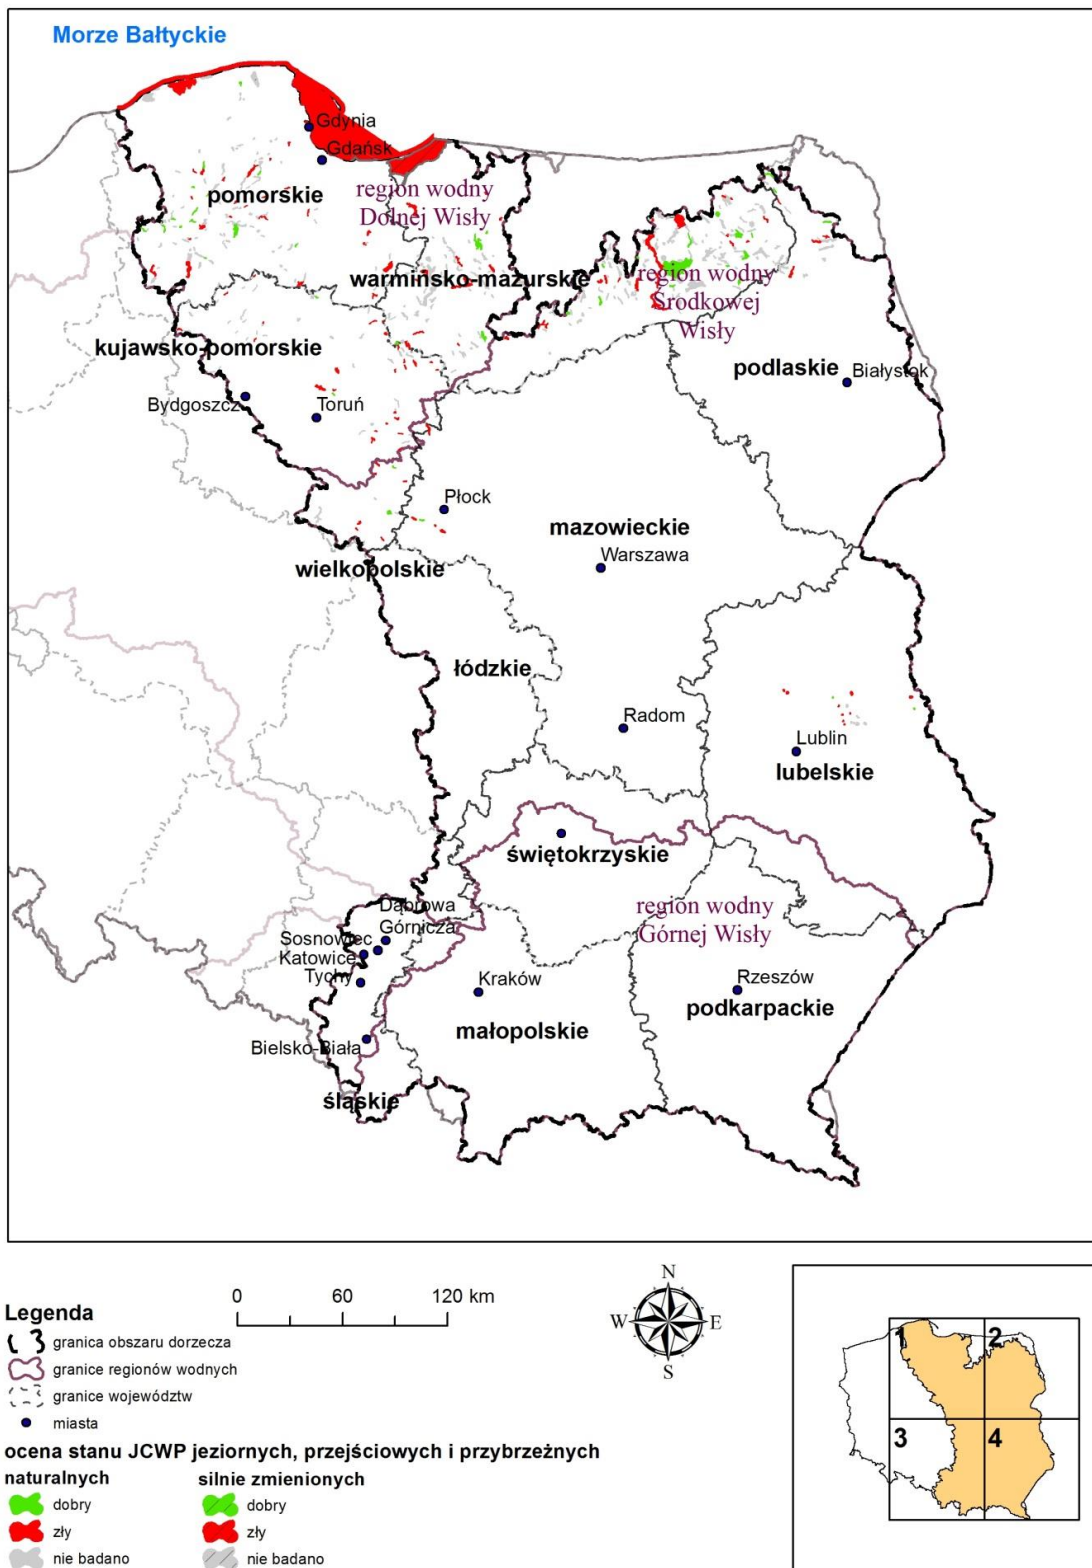 Morze Bałtyckie
Gdynia
Gdańsk
pomorskie
region wodny
Dolnej Wisły
warmińsko-mazurskie
region wodny
Środkowej
Wisły
kujawsko-pomorskie
podlaskie
Białystok
Bydgoszcz
Toruń
Płock
mazowieckie
Warszawa
wielkopolskie
łódzkie
Radom
Lublin
lubelskie
świętokrzyskie
region wodny
Górnej Wisły
Dąbrowa
Górnicza
Sosnowiec
Katowice
Tychy
Kraków
Rzeszów
podkarpackie
małopolskie
Bielsko-Biała
śląskie
Legenda
granica obszaru dorzecza
granice regionów wodnych
granice województw
miasta
ocena stanu JCWP jeziornych, przejściowych i przybrzeżnych
naturalnych
silnie zmienionych
dobry
dobry
zły
zły
nie badano
nie badano
0 60 120 km
N
W E
S
1 2
3 4